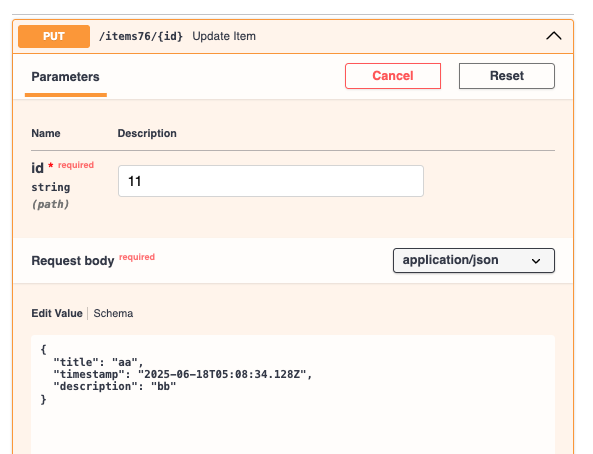 PUT /items76/{id} Update Item
Parameters Cancel Reset
Name Description
id * required
string
(path)
11
Request body required application/json
Edit Value Schema
{
  "title": "aa",
  "timestamp": "2025-06-18T05:08:34.128Z",
  "description": "bb"
}